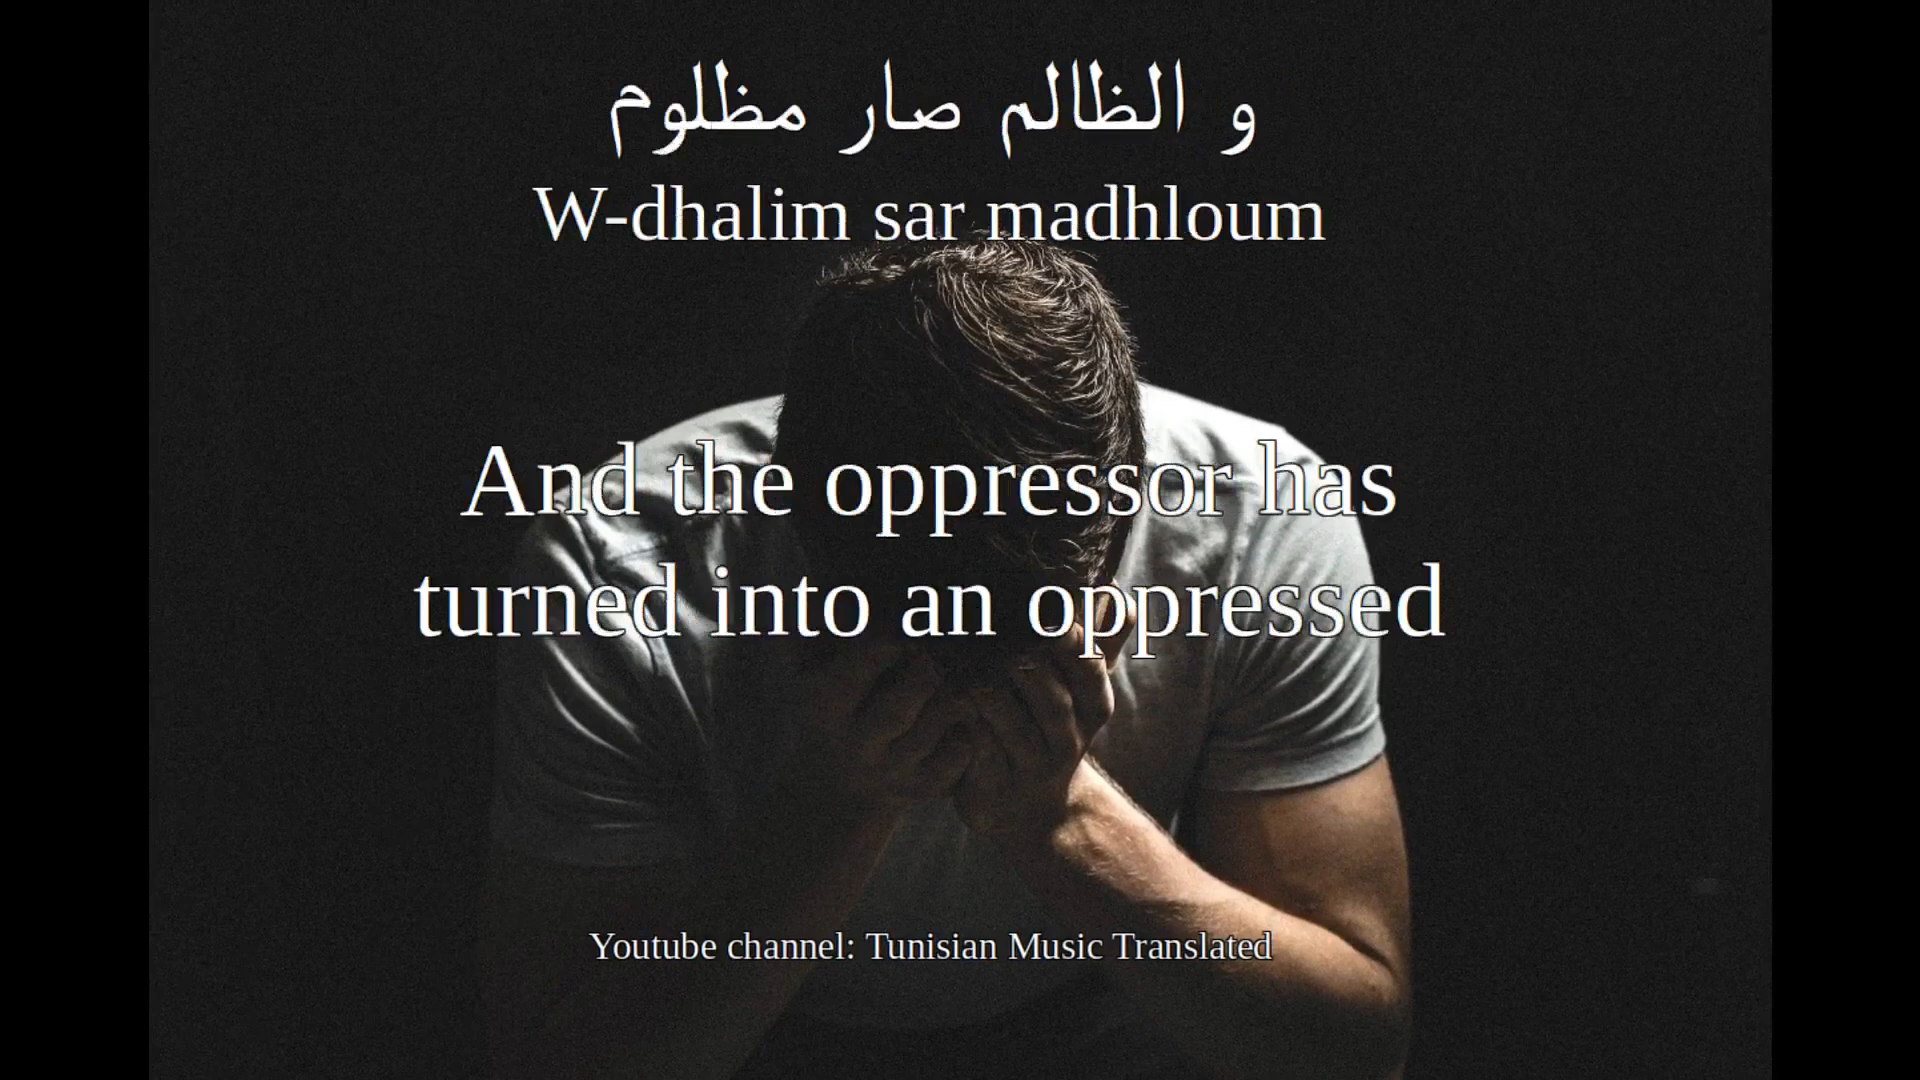 و الظالم صار مظلوم
W-dhalim sar madhloum
And the oppressor has
turned into an oppressed
Youtube channel: Tunisian Music Translated